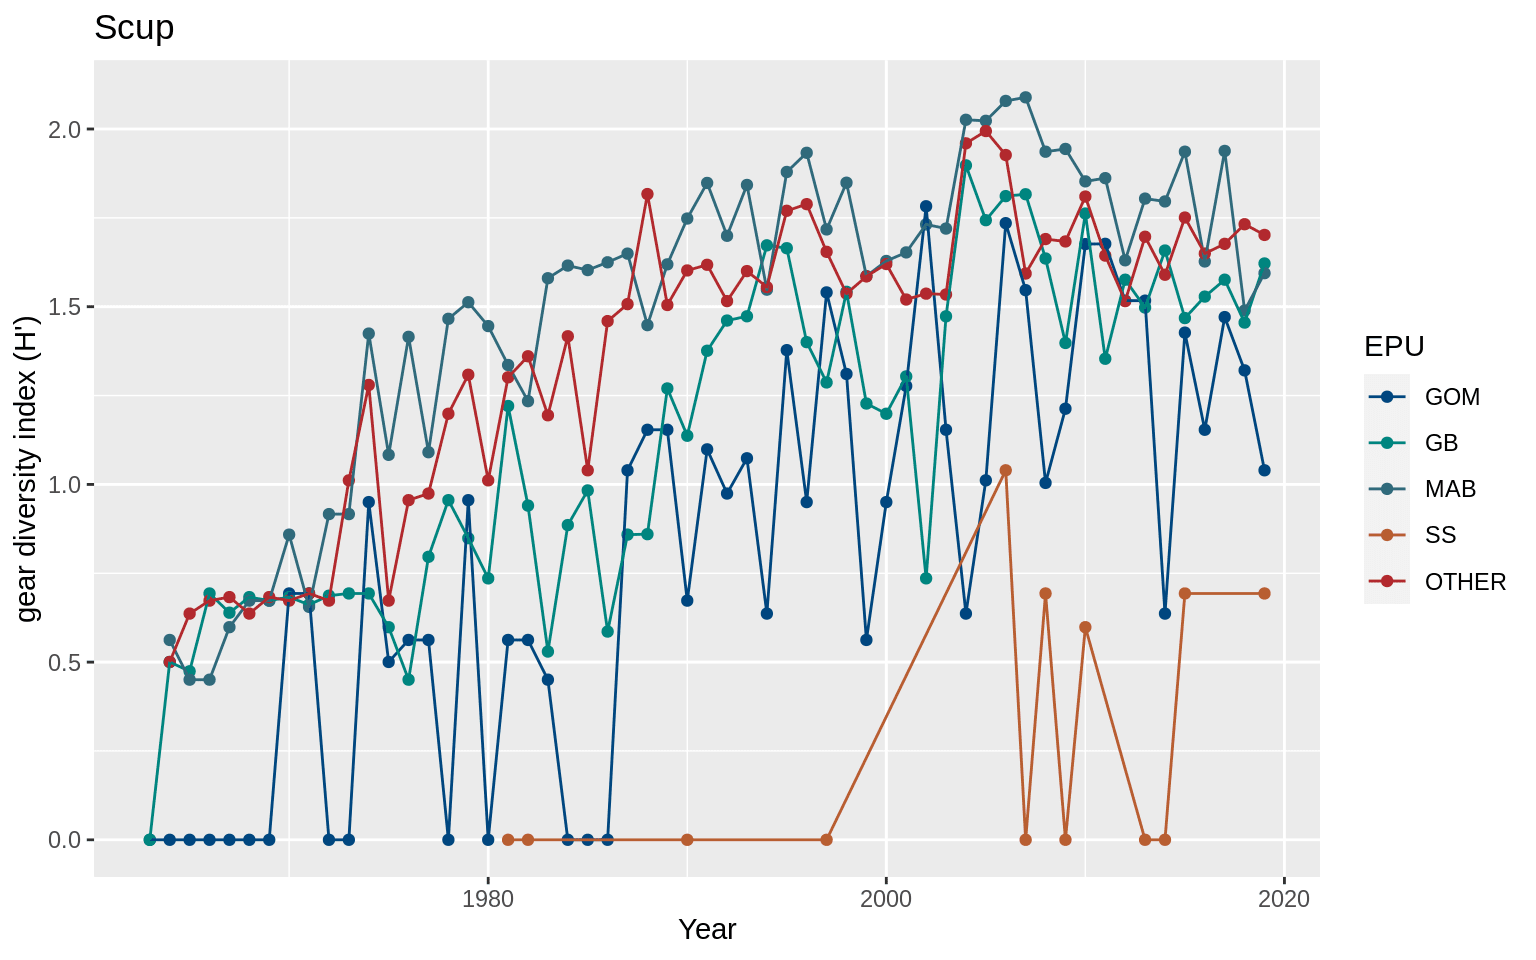 Scup
gear diversity index (H')
2.0
1.5
1.0
0.5
0.0
1980
2000
2020
Year
EPU
GOM
GB
MAB
SS
OTHER